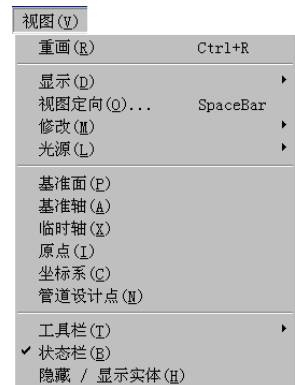 视图(V)
重画(R) Ctrl+R
显示(D)
视图定向(O)... SpaceBar
修改(M)
光源(L)
基准面(P)
基准轴(A)
临时轴(X)
原点(I)
坐标系(C)
管道设计点(N)
工具栏(T)
状态栏(B)
隐藏 / 显示实体(H)